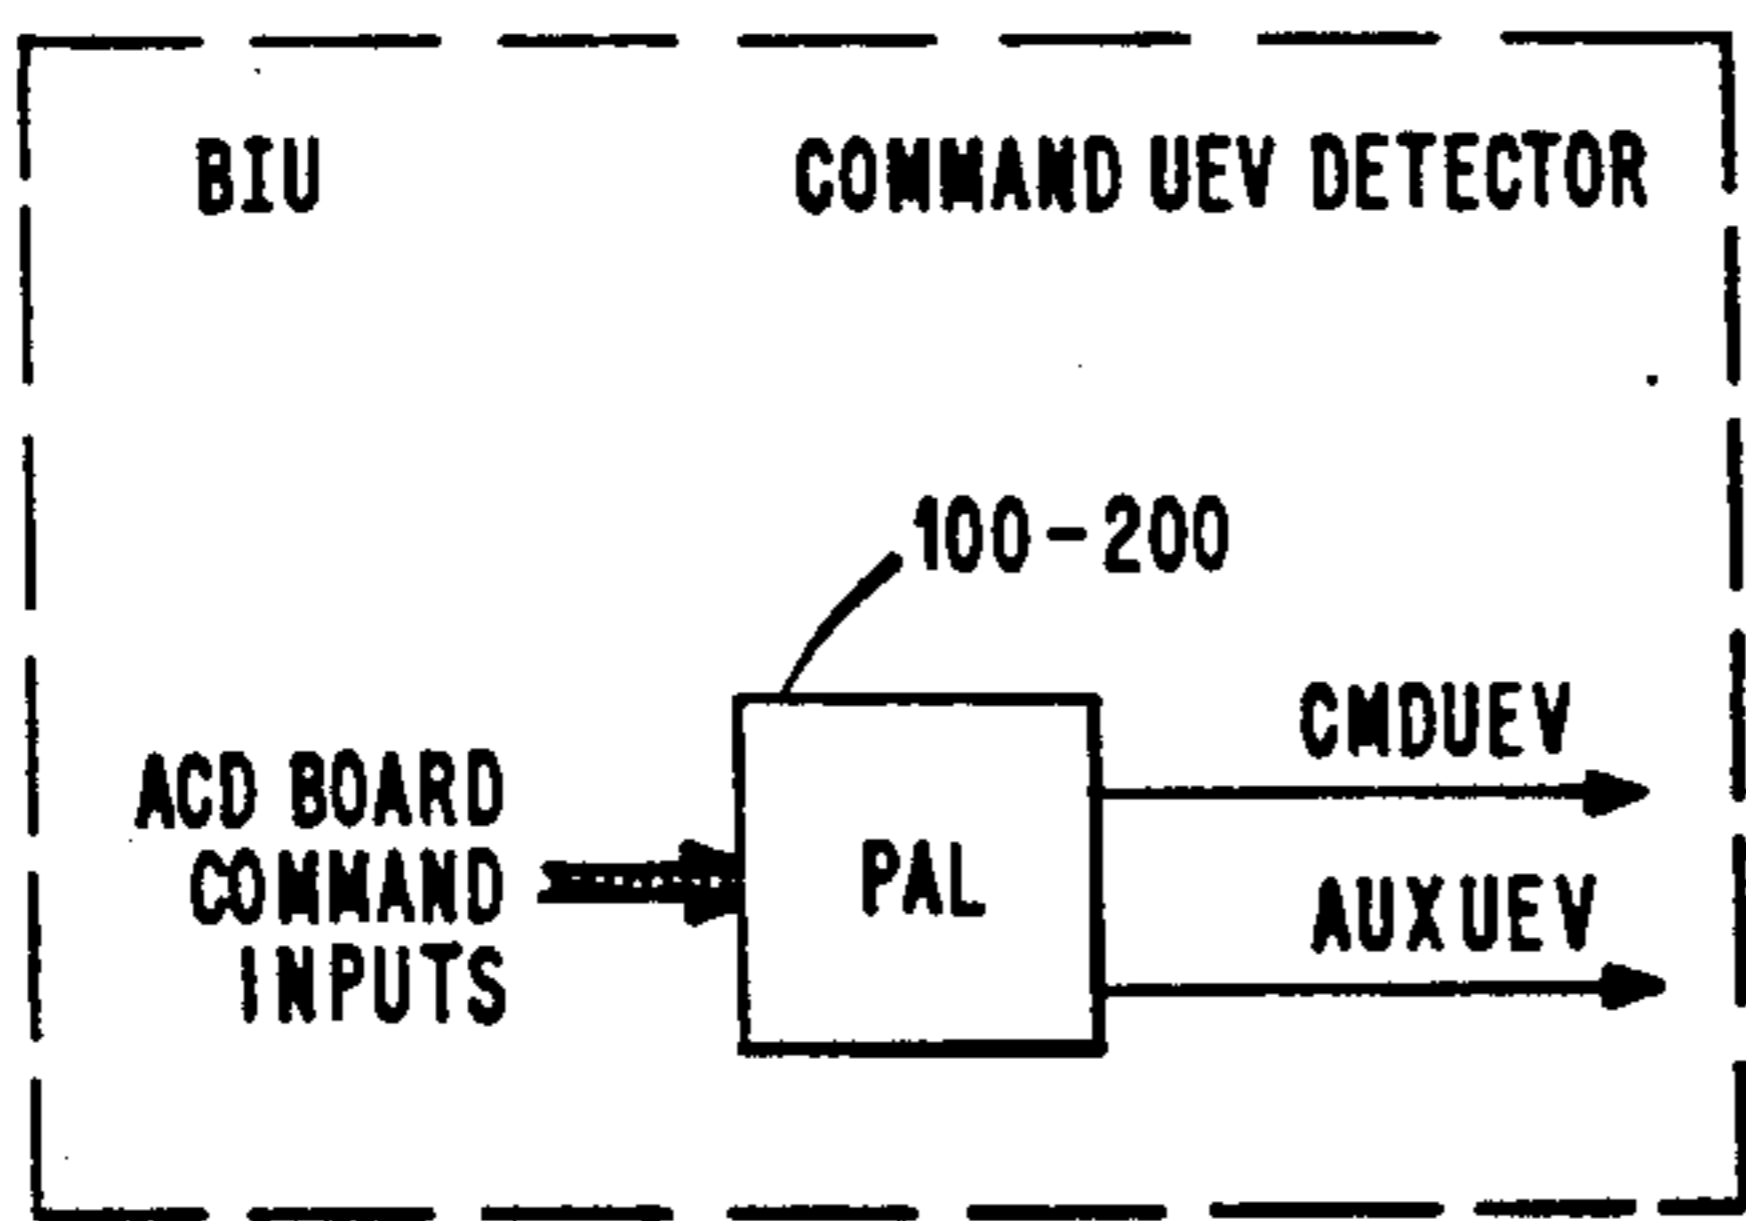 BIU
COMMAND UEV DETECTOR
100-200
ACD BOARD
COMMAND
INPUTS
PAL
CMDUEV
AUXUEV